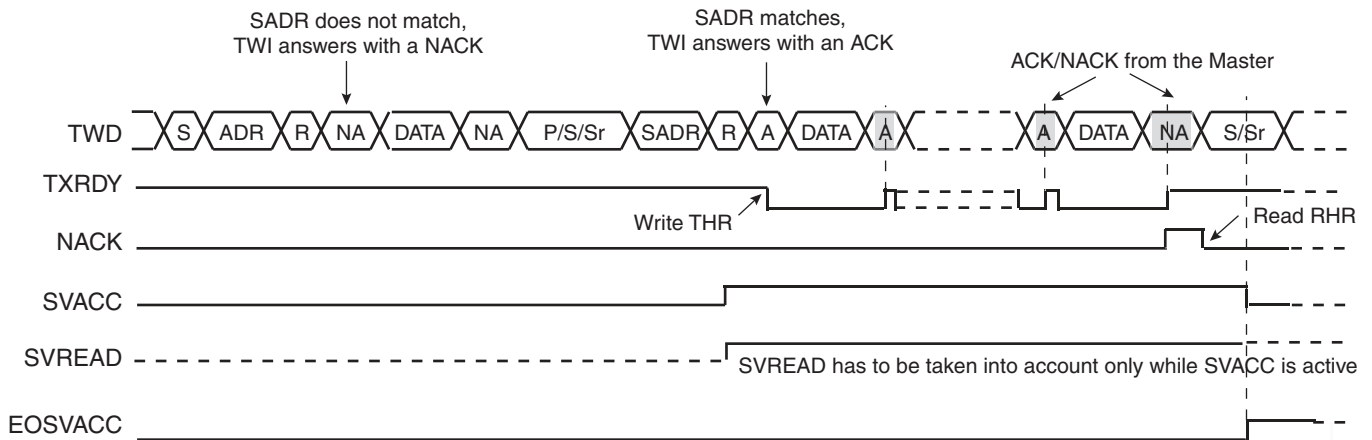 SADR does not match,
TWI answers with a NACK
SADR matches,
TWI answers with an ACK
ACK/NACK from the Master
TWD S ADR R NA DATA NA P/S/Sr SADR R A DATA A A DATA NA S/Sr
TXRDY
Write THR
Read RHR
NACK
SVACC
SVREAD
SVREAD has to be taken into account only while SVACC is active
EOSVACC